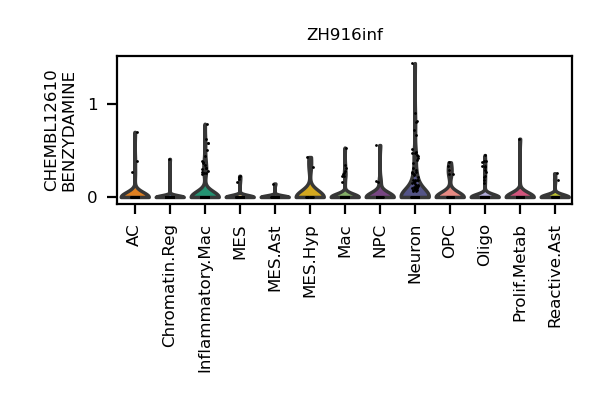 ZH916inf
CHEMBL12610
BENZYDAMINE
1
0
AC
Chromatin.Reg
Inflammatory.Mac
MES
MES.Ast
MES.Hyp
Mac
NPC
Neuron
OPC
Oligo
Prolif.Metab
Reactive.Ast